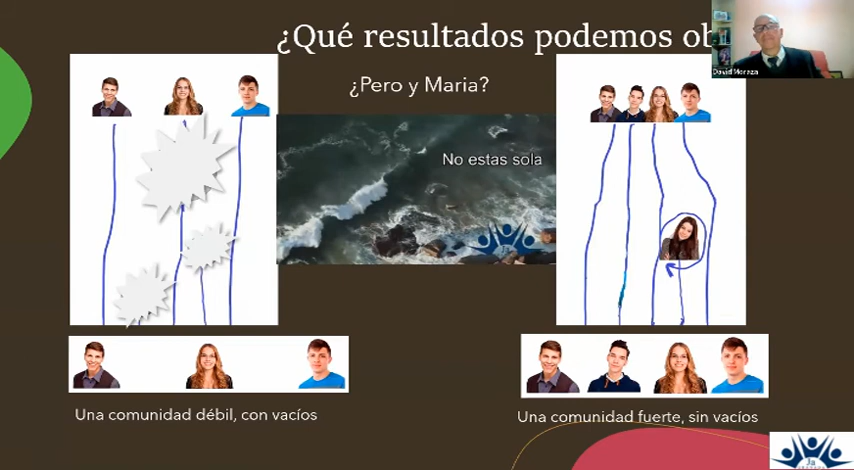 ¿Qué resultados podemos ob
David Moraza
¿Pero y Maria?
No estas sola
Una comunidad débil, con vacíos
Una comunidad fuerte, sin vacíos